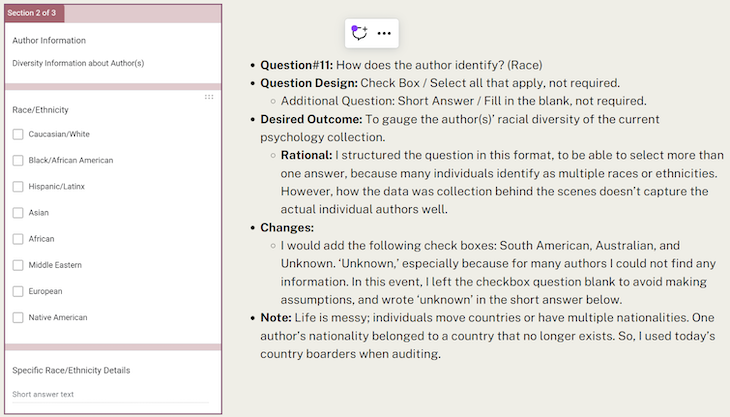 Section 2 of 3
Author Information
Diversity Information about Author(s)
Race/Ethnicity
Caucasian/White
Black/African American
Hispanic/Latinx
Asian
African
Middle Eastern
European
Native American
Specific Race/Ethnicity Details
Short answer text
• Question#11: How does the author identify? (Race)
• Question Design: Check Box / Select all that apply, not required.
◦ Additional Question: Short Answer / Fill in the blank, not required.
• Desired Outcome: To gauge the author(s)’ racial diversity of the current
psychology collection.
◦ Rational: I structured the question in this format, to be able to select more than
one answer, because many individuals identify as multiple races or ethnicities.
However, how the data was collection behind the scenes doesn’t capture the
actual individual authors well.
• Changes:
◦ I would add the following check boxes: South American, Australian, and
Unknown. ‘Unknown,’ especially because for many authors I could not find any
information. In this event, I left the checkbox question blank to avoid making
assumptions, and wrote ‘unknown’ in the short answer below.
• Note: Life is messy; individuals move countries or have multiple nationalities. One
author’s nationality belonged to a country that no longer exists. So, I used today’s
country boarders when auditing.